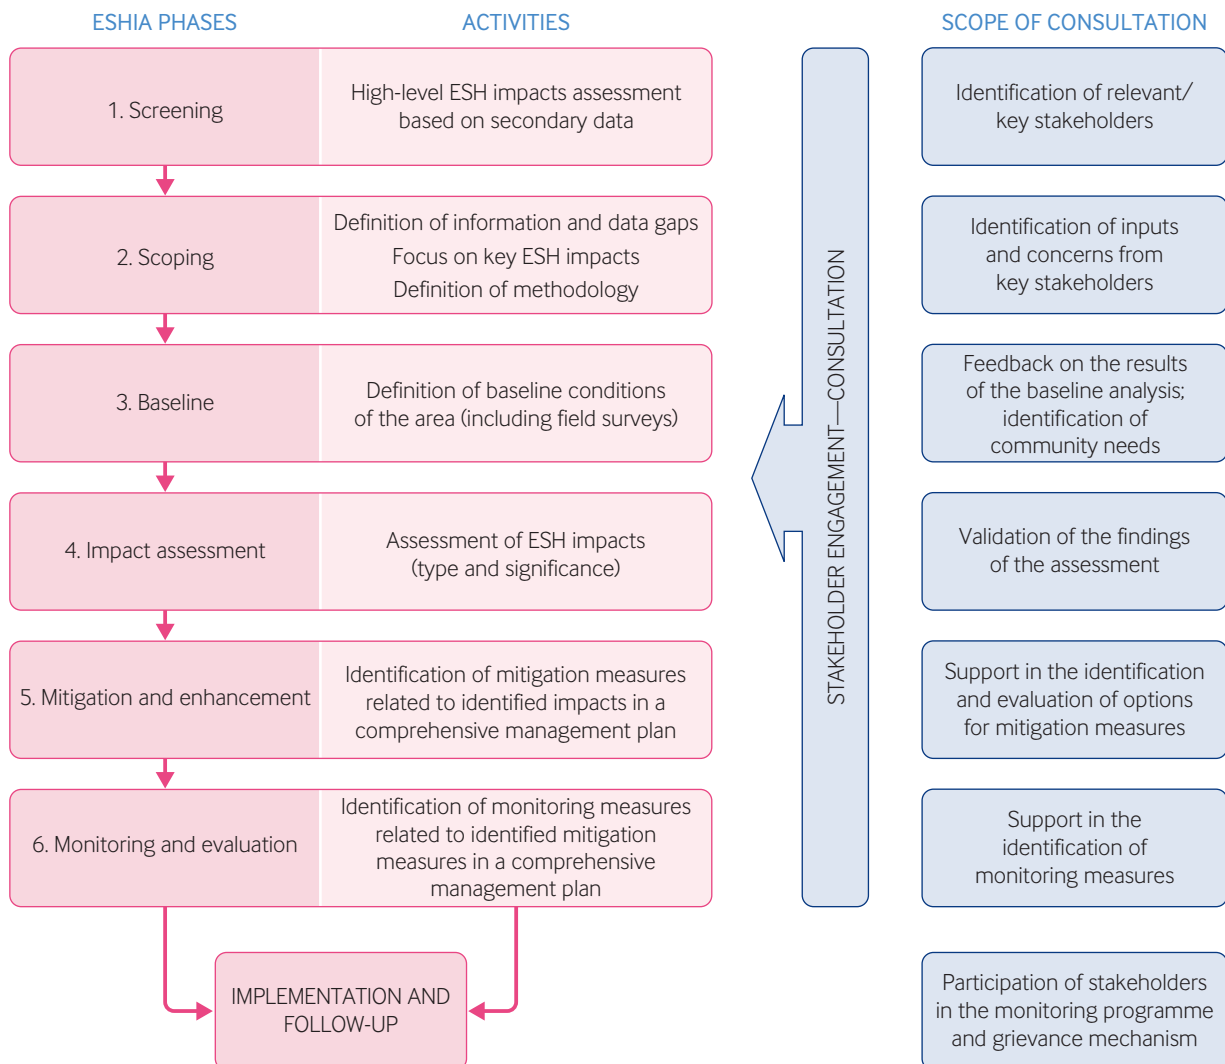 ESHIA PHASES
ACTIVITIES
SCOPE OF CONSULTATION
1. Screening
High-level ESH impacts assessment
based on secondary data
Identification of relevant/
key stakeholders
2. Scoping
Definition of information and data gaps
Focus on key ESH impacts
Definition of methodology
Identification of inputs
and concerns from
key stakeholders
3. Baseline
Definition of baseline conditions
of the area (including field surveys)
Feedback on the results
of the baseline analysis;
identification of
community needs
4. Impact assessment
Assessment of ESH impacts
(type and significance)
Validation of the findings
of the assessment
5. Mitigation and enhancement
Identification of mitigation measures
related to identified impacts in a
comprehensive management plan
Support in the identification
and evaluation of options
for mitigation measures
6. Monitoring and evaluation
Identification of monitoring measures
related to identified mitigation
measures in a comprehensive
management plan
Support in the
identification of
monitoring measures
STAKEHOLDER ENGAGEMENT—CONSULTATION
IMPLEMENTATION AND
FOLLOW-UP
Participation of stakeholders
in the monitoring programme
and grievance mechanism